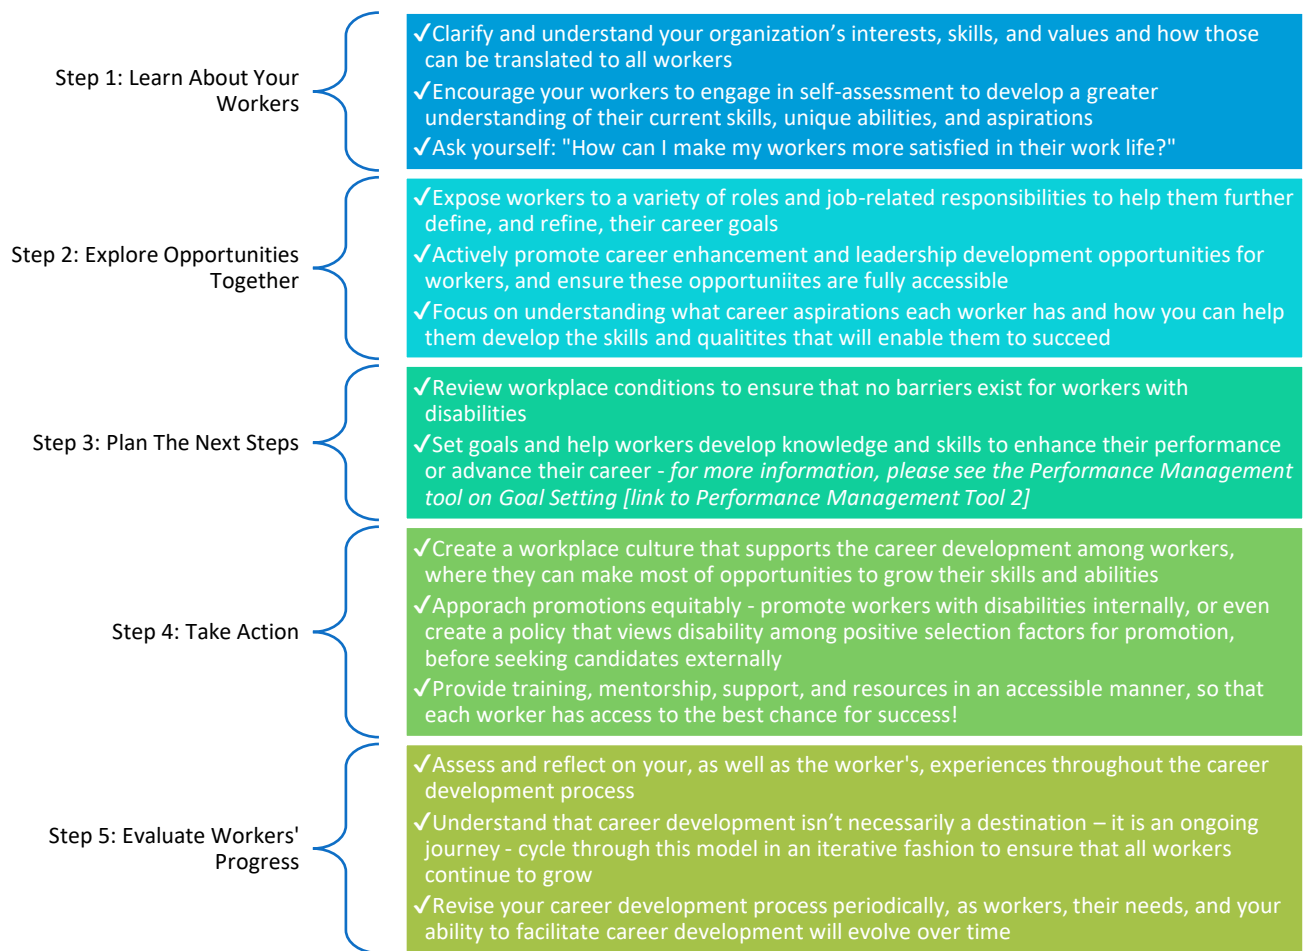 Step 1: Learn About Your
Workers
✓Clarify and understand your organization’s interests, skills, and values and how those
can be translated to all workers
✓Encourage your workers to engage in self-assessment to develop a greater
understanding of their current skills, unique abilities, and aspirations
✓Ask yourself: "How can I make my workers more satisfied in their work life?"
Step 2: Explore Opportunities
Together
✓Expose workers to a variety of roles and job-related responsibilities to help them further
define, and refine, their career goals
✓Actively promote career enhancement and leadership development opportunities for
workers, and ensure these opportuniites are fully accessible
✓Focus on understanding what career aspirations each worker has and how you can help
them develop the skills and qualitites that will enable them to succeed
Step 3: Plan The Next Steps
✓Review workplace conditions to ensure that no barriers exist for workers with
disabilities
✓Set goals and help workers develop knowledge and skills to enhance their performance
or advance their career - for more information, please see the Performance Management
tool on Goal Setting [link to Performance Management Tool 2]
Step 4: Take Action
✓Create a workplace culture that supports the career development among workers,
where they can make most of opportunities to grow their skills and abilities
✓Apporach promotions equitably - promote workers with disabilities internally, or even
create a policy that views disability among positive selection factors for promotion,
before seeking candidates externally
✓Provide training, mentorship, support, and resources in an accessible manner, so that
each worker has access to the best chance for success!
Step 5: Evaluate Workers'
Progress
✓Assess and reflect on your, as well as the worker's, experiences throughout the career
development process
✓Understand that career development isn’t necessarily a destination – it is an ongoing
journey - cycle through this model in an iterative fashion to ensure that all workers
continue to grow
✓Revise your career development process periodically, as workers, their needs, and your
ability to facilitate career development will evolve over time